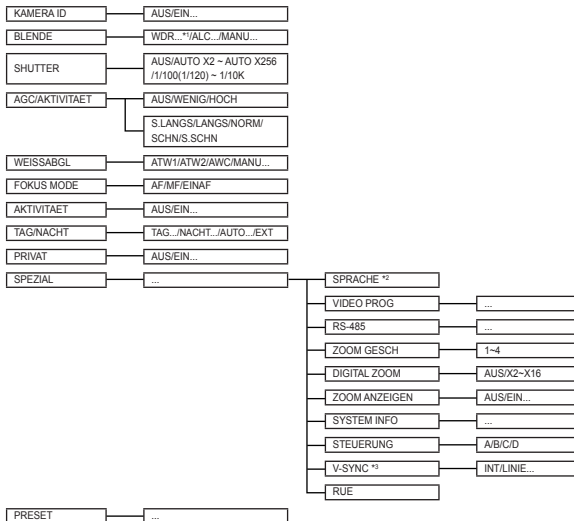 KAMERA ID
AUS/EIN...
BLENDE
WDR...*1/ALC.../MANU...
SHUTTER
AUS/AUTO X2 ~ AUTO X256
/1/100(1/120) ~ 1/10K
AGC/AKTIVITAET
AUS/WENIG/HOCH
S.LANGS/LANGS/NORM/
SCHN/S.SCHN
WEISSABGL
ATW1/ATW2/AWC/MANU...
FOKUS MODE
AF/MF/EINAF
AKTIVITAET
AUS/EIN...
TAG/NACHT
TAG.../NACHT.../AUTO.../EXT
PRIVAT
AUS/EIN...
SPEZIAL
...
SPRACHE *2
VIDEO PROG
...
RS-485
...
ZOOM GESCH
1~4
DIGITAL ZOOM
AUS/X2~X16
ZOOM ANZEIGEN
AUS/EIN...
SYSTEM INFO
...
STEUERUNG
A/B/C/D
V-SYNC *3
INT/LINIE...
RUE
PRESET
...